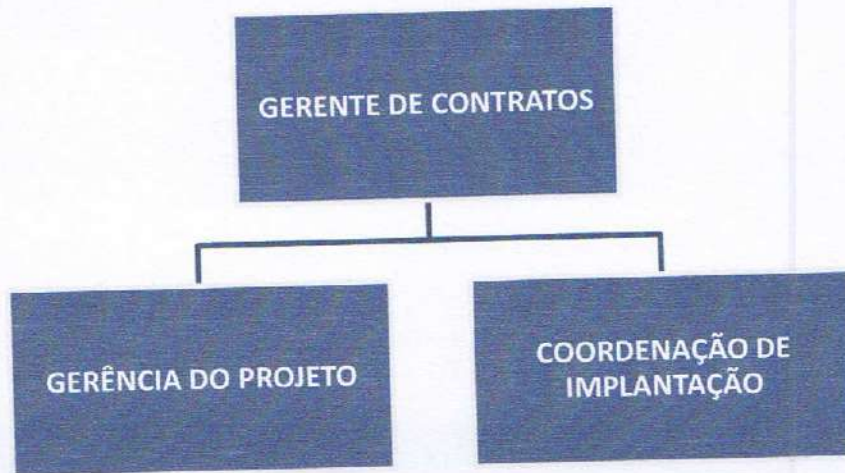 GERENTE DE CONTRATOS
GERÊNCIA DO PROJETO
COORDENAÇÃO DE
IMPLANTAÇÃO